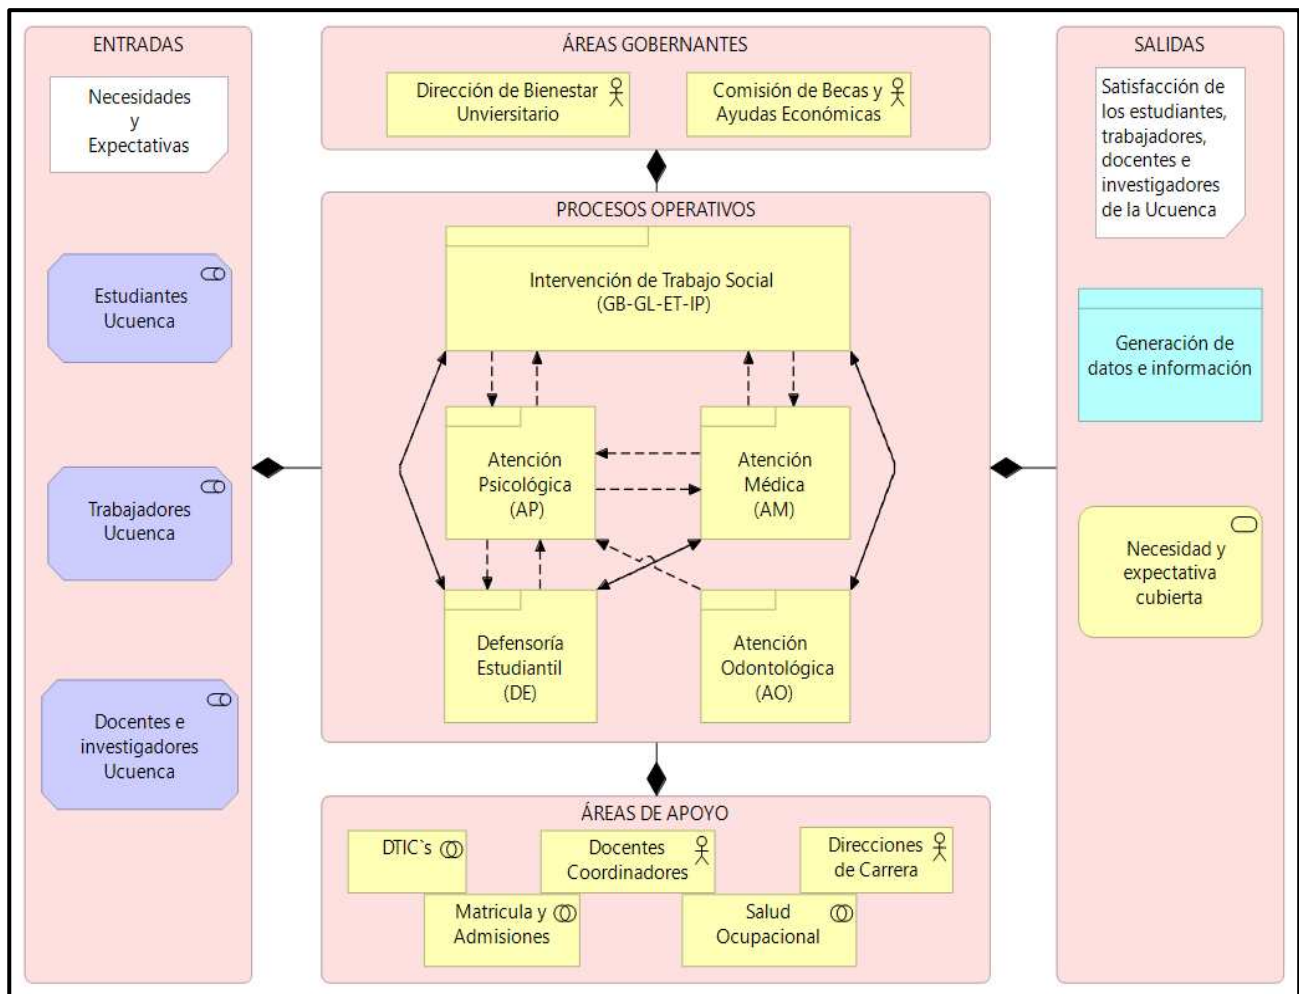 ENTRADAS
Necesidades
y
Expectativas
Estudiantes
Ucuenca
Trabajadores
Ucuenca
Docentes e
investigadores
Ucuenca
ÁREAS GOBERNANTES
Dirección de Bienestar
Unviersitario
Comisión de Becas y
Ayudas Económicas
PROCESOS OPERATIVOS
Intervención de Trabajo Social
(GB-GL-ET-IP)
Atención
Psicológica
(AP)
Atención
Médica
(AM)
Defensoría
Estudiantil
(DE)
Atención
Odontológica
(AO)
ÁREAS DE APOYO
DTIC`s
Docentes
Coordinadores
Direcciones
de Carrera
Matricula y
Admisiones
Salud
Ocupacional
SALIDAS
Satisfacción de
los estudiantes,
trabajadores,
docentes e
investigadores
de la Ucuenca
Generación de
datos e información
Necesidad y
expectativa
cubierta